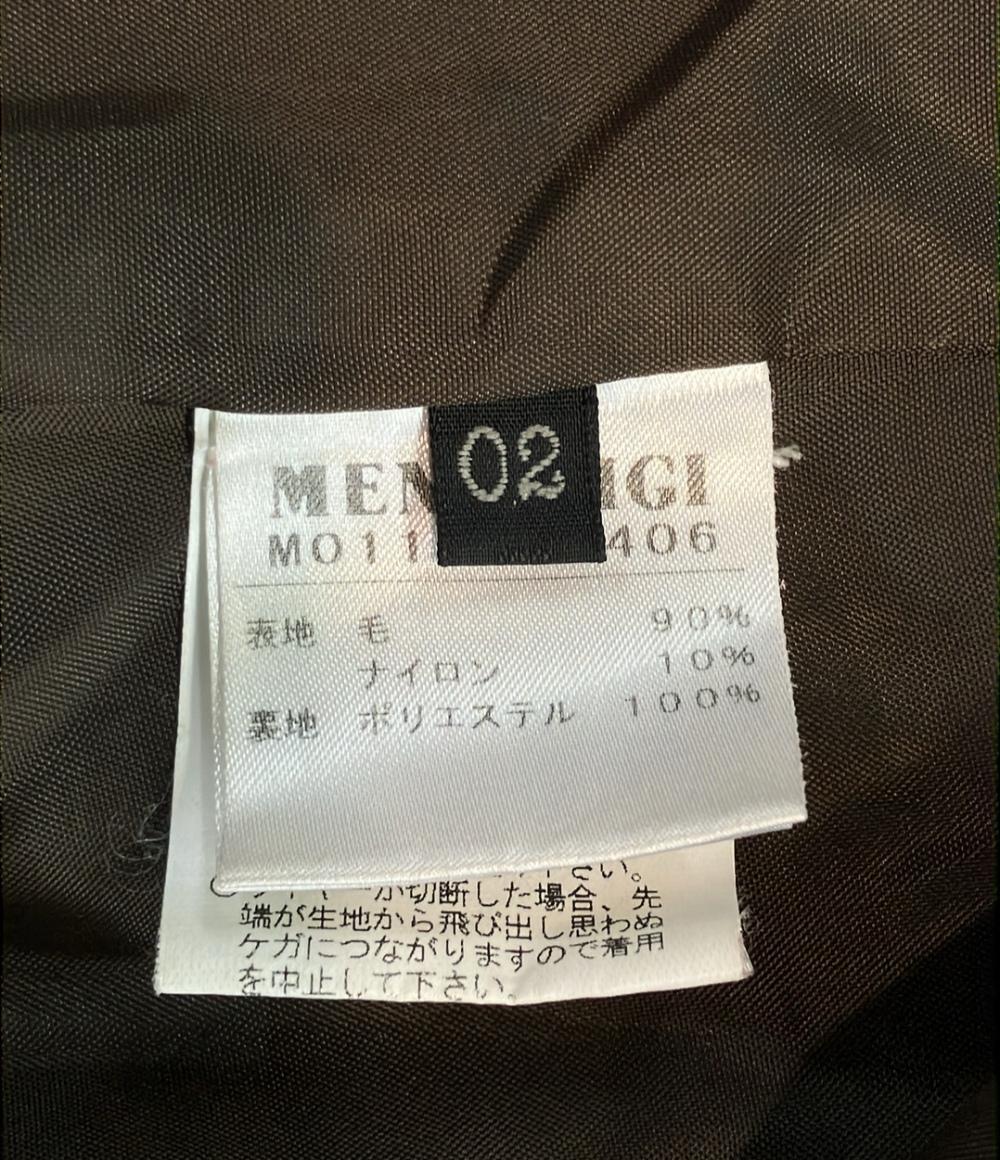 02
MEN IGI
M011 406
表地 毛 90%
ナイロン 10%
裏地 ポリエステル 100%
下さい。
が切断した場合、先
端が生地から飛び出し思わぬ
ケガにつながりますので着用
を中止して下さい。